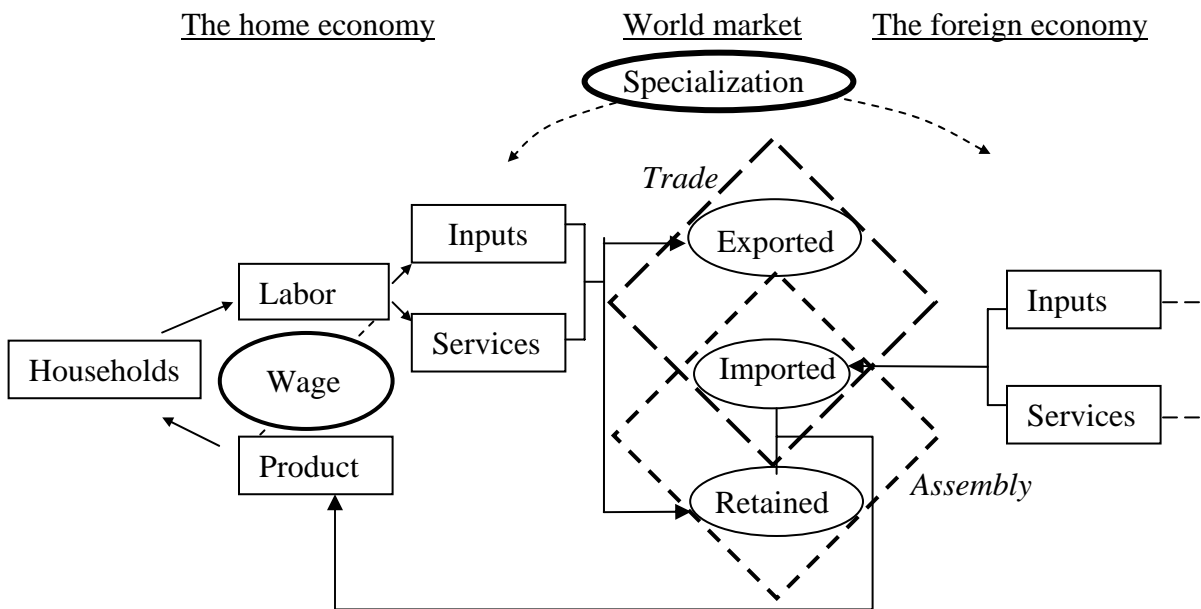 The home economy
World market
The foreign economy
Specialization
Trade
Inputs
Exported
Labor
Inputs
Services
Households
Wage
Imported
Services
Product
Retained
Assembly